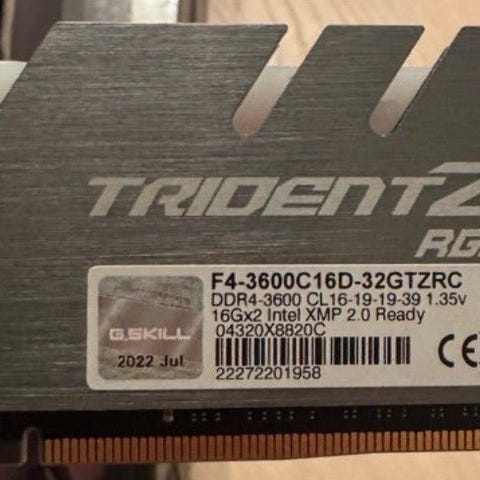 TRIDENT Z
RG
F4-3600C16D-32GTZRC
DDR4-3600 CL16-19-19-39 1.35v
16Gx2 Intel XMP 2.0 Ready
04320X8820C
G.SKILL
2022 Jul
22272201958
CE